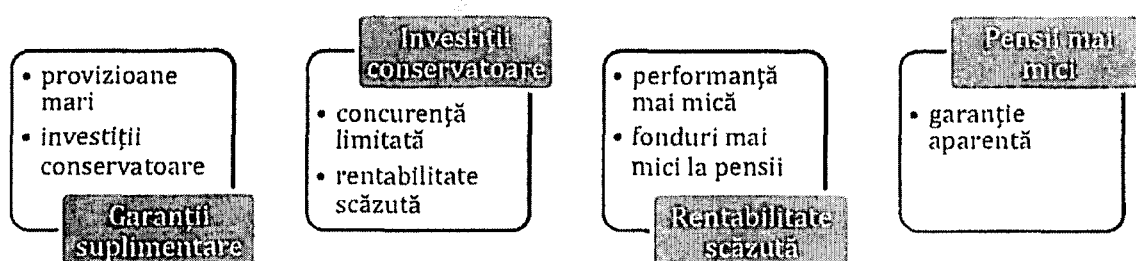 • provizioane
mari
• investiții
conservatoare
Garanții
suplimentare
Investiții
conservatoare
• concurență
limitată
• rentabilitate
scăzută
• performanță
mai mică
• fonduri mai
mici la pensii
Rentabilitate
scăzută
Pensii mai
mici
• garanție
aparentă